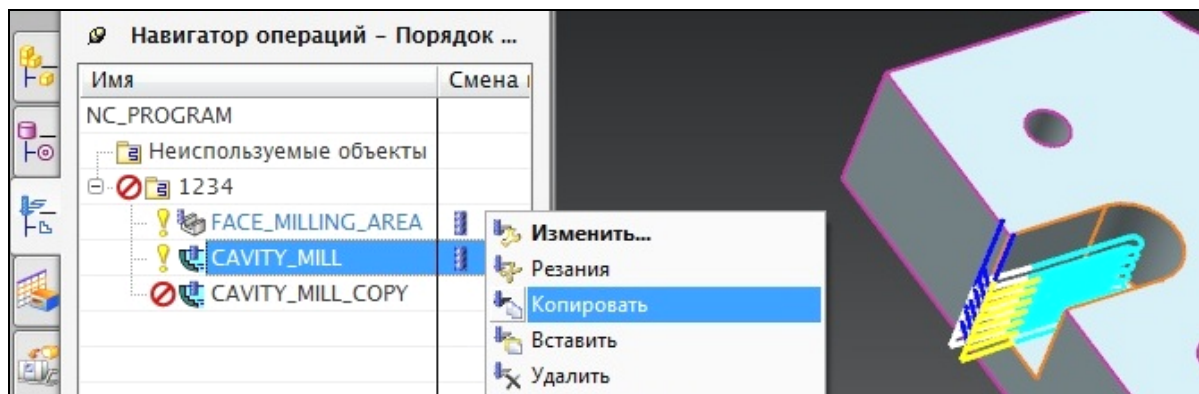 Навигатор операций – Порядок ...
Имя Смена
NC_PROGRAM
Неиспользуемые объекты
1234
FACE_MILLING_AREA
CAVITY_MILL
CAVITY_MILL_COPY
Изменить...
Резания
Копировать
Вставить
Удалить